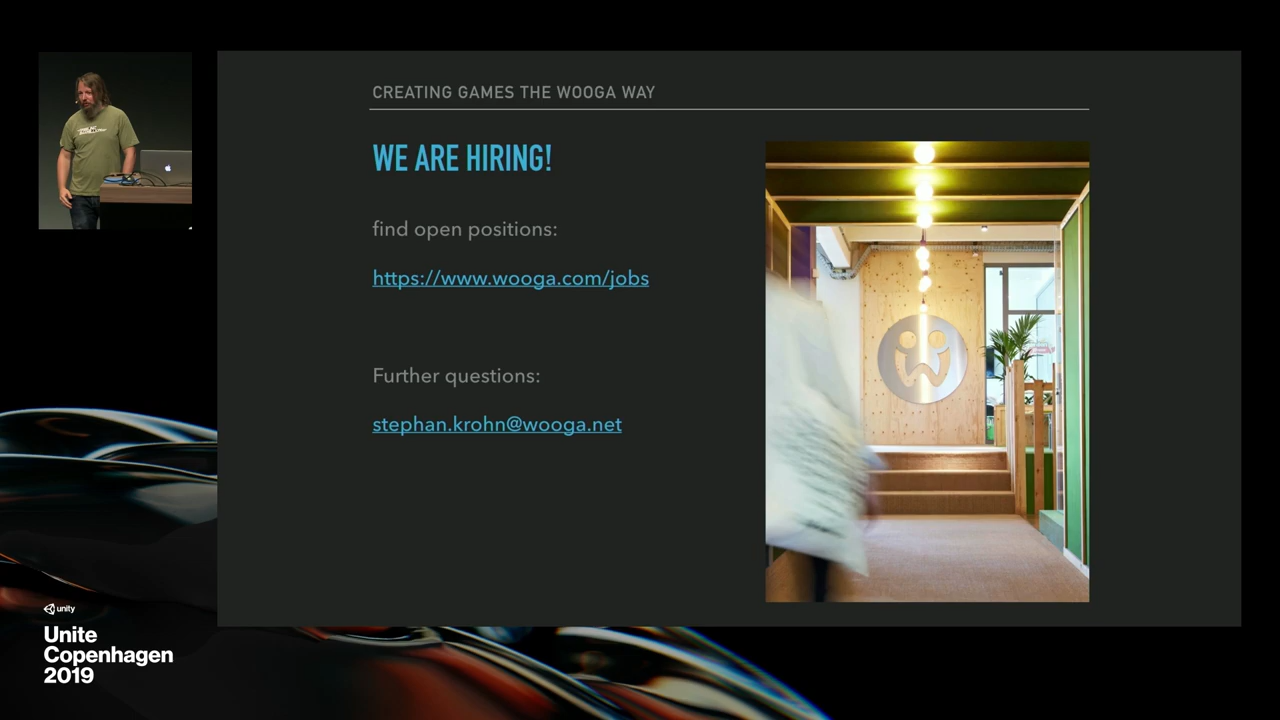 CREATING GAMES THE WOOGA WAY
WE ARE HIRING!
find open positions:
https://www.wooga.com/jobs
Further questions:
stephan.krohn@wooga.net
unity
Unite
Copenhagen
2019